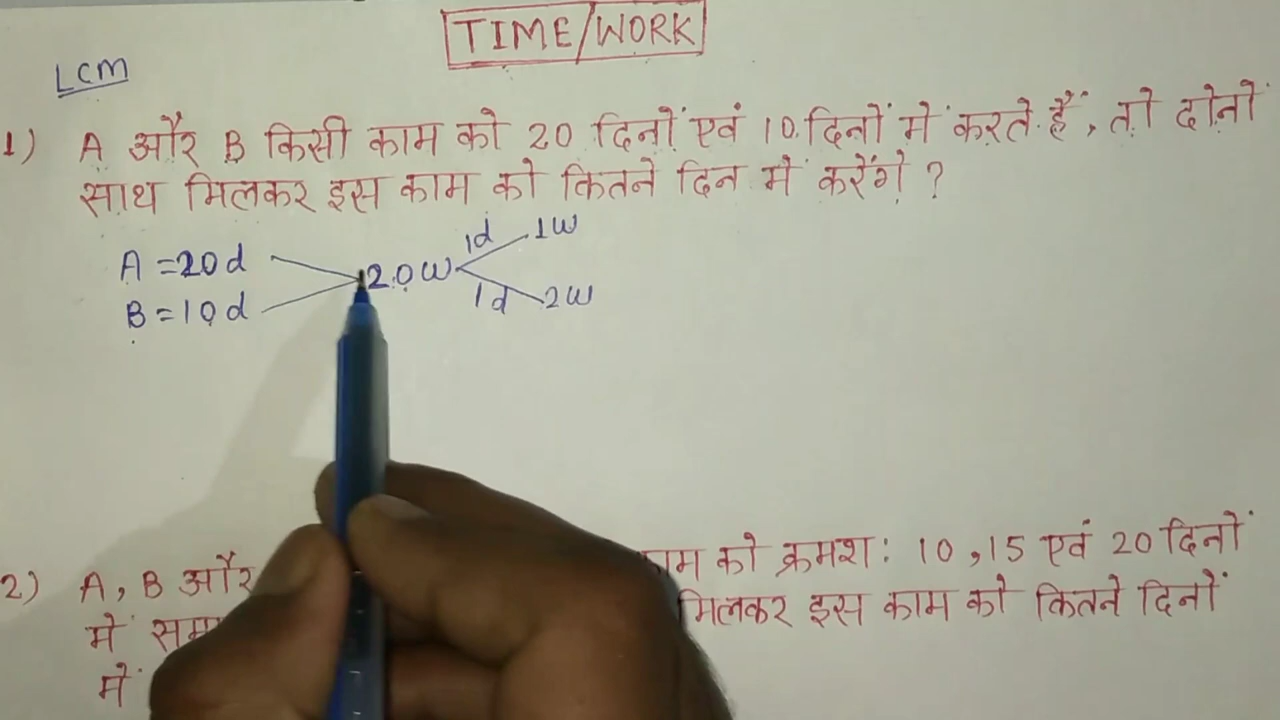 TIME/WORK
LCM
1) A और B किसी काम को 20 दिनों एवं 10 दिनों में करते हैं, तो दोनों
साथ मिलकर इस काम को कितने दिन में करेंगे ?
A = 20 d
B = 10 d
20 W
1d 1W
1d 2W
2) A, B और काम को क्रमश: 10, 15 एवं 20 दिनों
में मिलकर इस काम को कितने दिनों
में